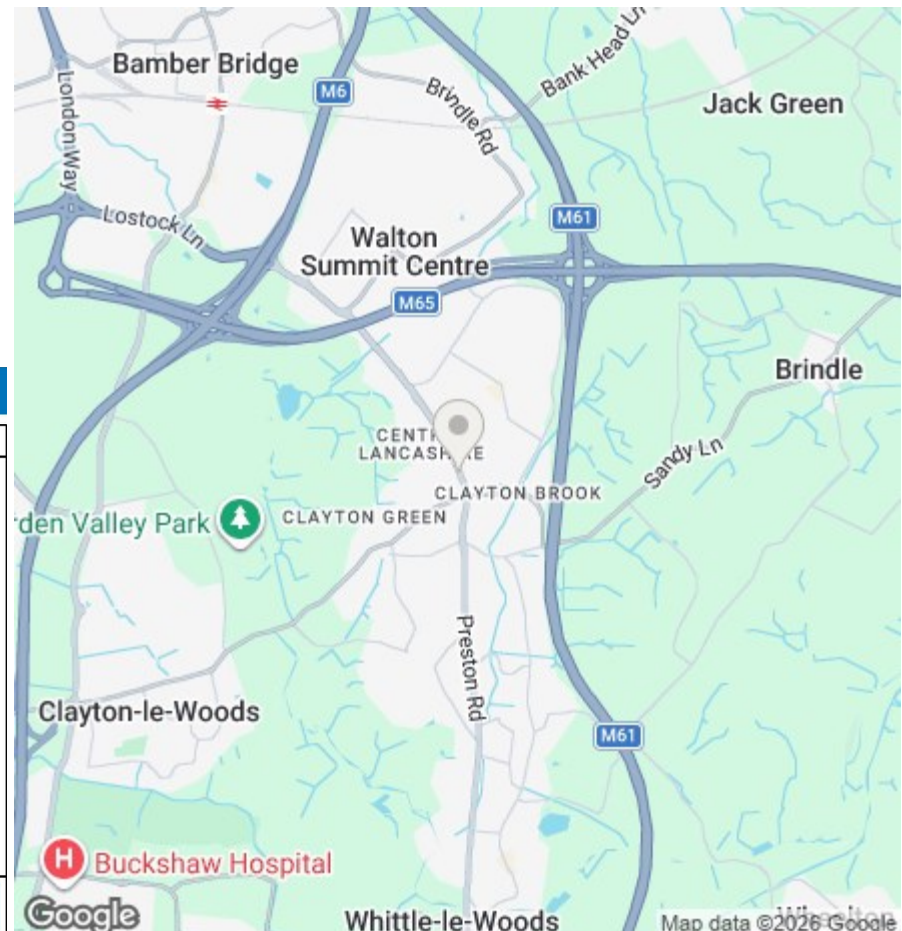 Bamber Bridge
M6
Bank Head Ln
Jack Green
London Way
Brindle Rd
Lostock Ln
M61
Walton
Summit Centre
M65
Brindle
LANCASHIRE
Sandy Ln
CLAYTON BROOK
rden Valley Park
CLAYTON GREEN
Preston Rd
Clayton-le-Woods
M61
H
Buckshaw Hospital
Google
Whittle-le-Woods
Map data ©2026 Google